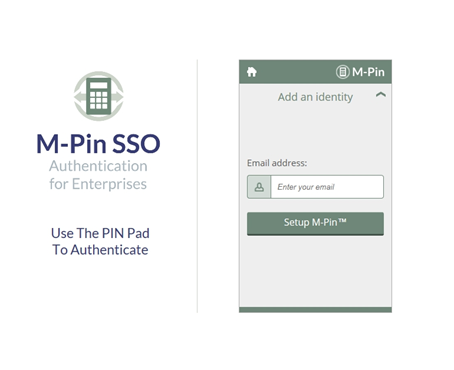 M-Pin SSO
Authentication
for Enterprises
Use The PIN Pad
To Authenticate
M-Pin
Add an identity
Email address:
Enter your email
Setup M-Pin™